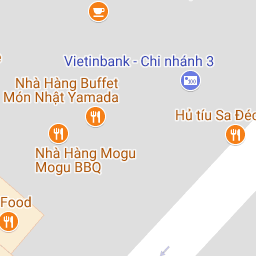 Vietinbank - Chi nhánh 3
Nhà Hàng Buffet
Món Nhật Yamada
Hủ tíu Sa Đéc
Nhà Hàng Mogu
Mogu BBQ
Food